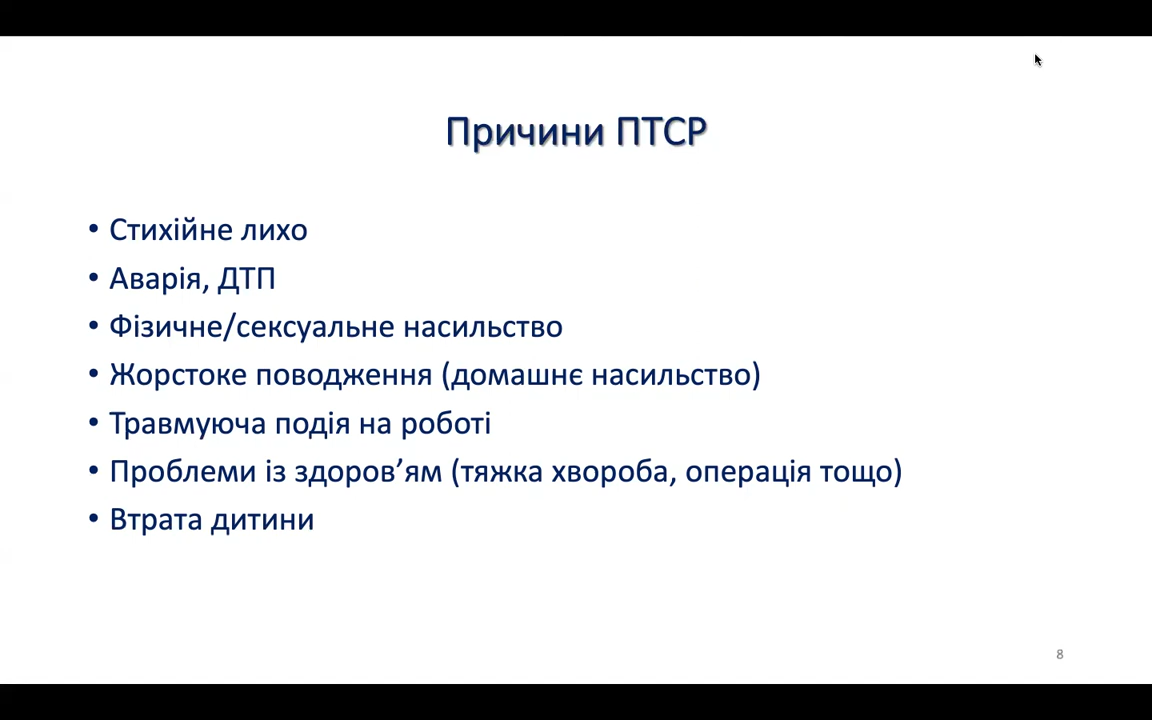 Причини ПТСР
• Стихійне лихо
• Аварія, ДТП
• Фізичне/сексуальне насильство
• Жорстоке поводження (домашнє насильство)
• Травмуюча подія на роботі
• Проблеми із здоров’ям (тяжка хвороба, операція тощо)
• Втрата дитини
8